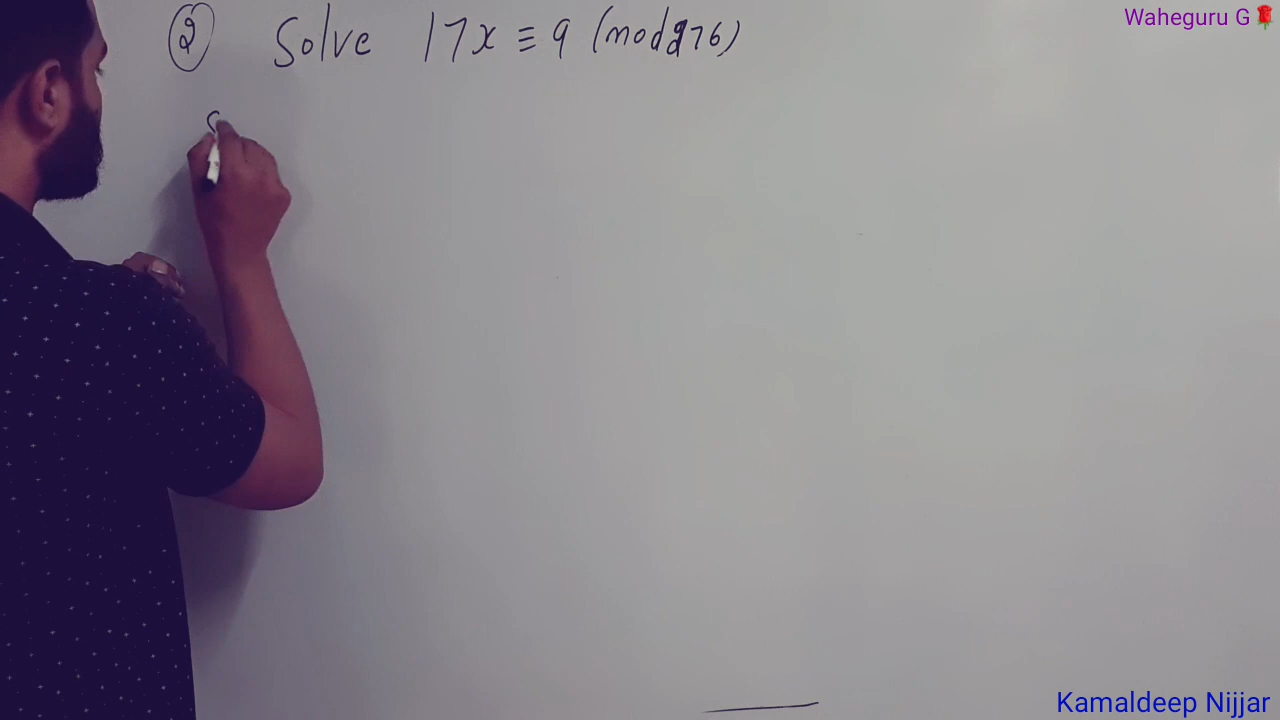 Waheguru G🌹
② Solve 17x ≡ 9 (mod 276)
S
Kamaldeep Nijjar